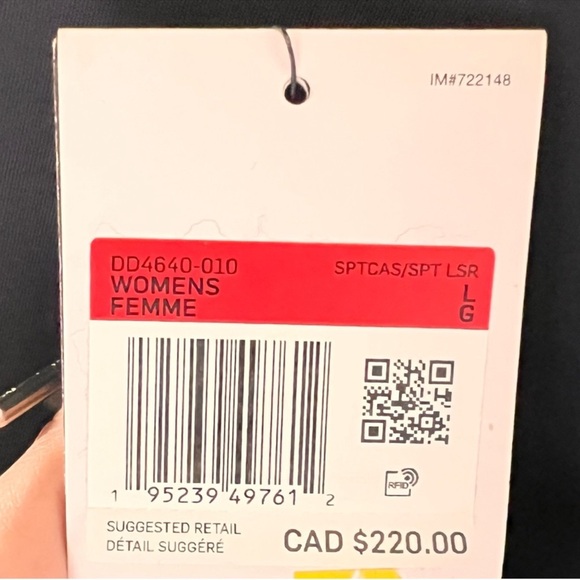 IM#722148
DD4640-010 SPTCAS/SPT LSR
WOMENS L
FEMME G
RFID
1 95239 49761 2
SUGGESTED RETAIL
DÉTAIL SUGGÉRÉ
CAD $220.00